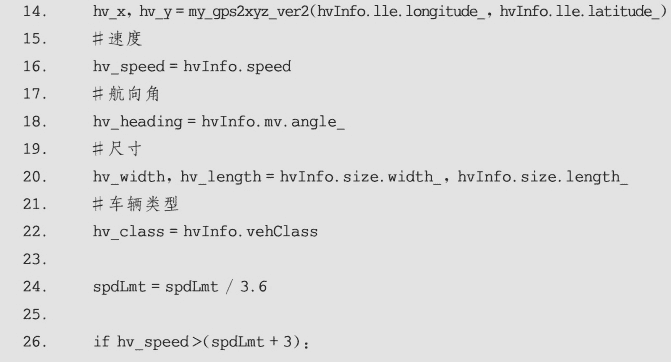 14. hv_x, hv_y = my_gps2xyz_ver2(hvInfo.lle.longitude_, hvInfo.lle.latitude_)
15. #速度
16. hv_speed = hvInfo.speed
17. #航向角
18. hv_heading = hvInfo.mv.angle_
19. #尺寸
20. hv_width, hv_length = hvInfo.size.width_, hvInfo.size.length_
21. #车辆类型
22. hv_class = hvInfo.vehClass
23.
24. spdLmt = spdLmt / 3.6
25.
26. if hv_speed>(spdLmt + 3):